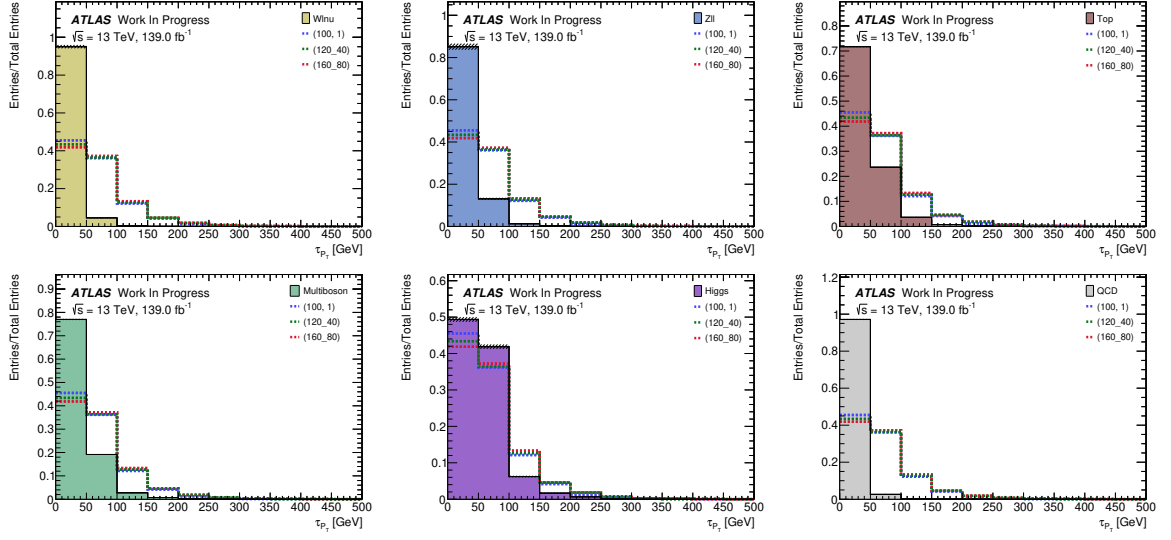 ATLAS Work In Progress
√s = 13 TeV, 139.0 fb⁻¹
Wlnu
(100, 1)
(120_40)
(160_80)
Entries/Total Entries
1
0.8
0.6
0.4
0.2
0
0 50 100 150 200 250 300 350 400 450 500
τ_P_T [GeV]
ATLAS Work In Progress
√s = 13 TeV, 139.0 fb⁻¹
Zll
(100, 1)
(120_40)
(160_80)
Entries/Total Entries
1
0.8
0.6
0.4
0.2
0
0 50 100 150 200 250 300 350 400 450 500
τ_P_T [GeV]
ATLAS Work In Progress
√s = 13 TeV, 139.0 fb⁻¹
Top
(100, 1)
(120_40)
(160_80)
Entries/Total Entries
0.8
0.7
0.6
0.5
0.4
0.3
0.2
0.1
0
0 50 100 150 200 250 300 350 400 450 500
τ_P_T [GeV]
ATLAS Work In Progress
√s = 13 TeV, 139.0 fb⁻¹
Multiboson
(100, 1)
(120_40)
(160_80)
Entries/Total Entries
0.9
0.8
0.7
0.6
0.5
0.4
0.3
0.2
0.1
0
0 50 100 150 200 250 300 350 400 450 500
τ_P_T [GeV]
ATLAS Work In Progress
√s = 13 TeV, 139.0 fb⁻¹
Higgs
(100, 1)
(120_40)
(160_80)
Entries/Total Entries
0.6
0.5
0.4
0.3
0.2
0.1
0
0 50 100 150 200 250 300 350 400 450 500
τ_P_T [GeV]
ATLAS Work In Progress
√s = 13 TeV, 139.0 fb⁻¹
QCD
(100, 1)
(120_40)
(160_80)
Entries/Total Entries
1.2
1
0.8
0.6
0.4
0.2
0
0 50 100 150 200 250 300 350 400 450 500
τ_P_T [GeV]